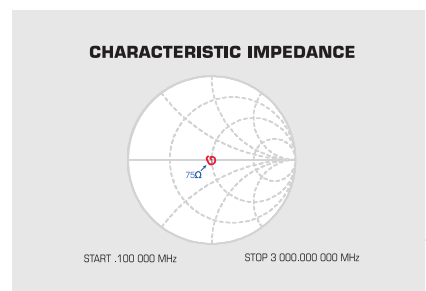 CHARACTERISTIC IMPEDANCE
75Ω
START .100 000 MHz
STOP 3 000.000 000 MHz